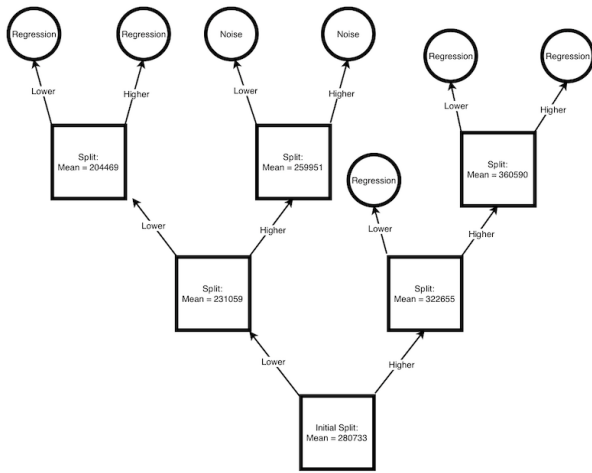 Regression
Regression
Noise
Noise
Regression
Regression
Lower
Higher
Lower
Higher
Lower
Higher
Split:
Mean = 204469
Split:
Mean = 259951
Split:
Mean = 360590
Regression
Lower
Higher
Lower
Higher
Split:
Mean = 231059
Split:
Mean = 322655
Lower
Higher
Initial Split:
Mean = 280733